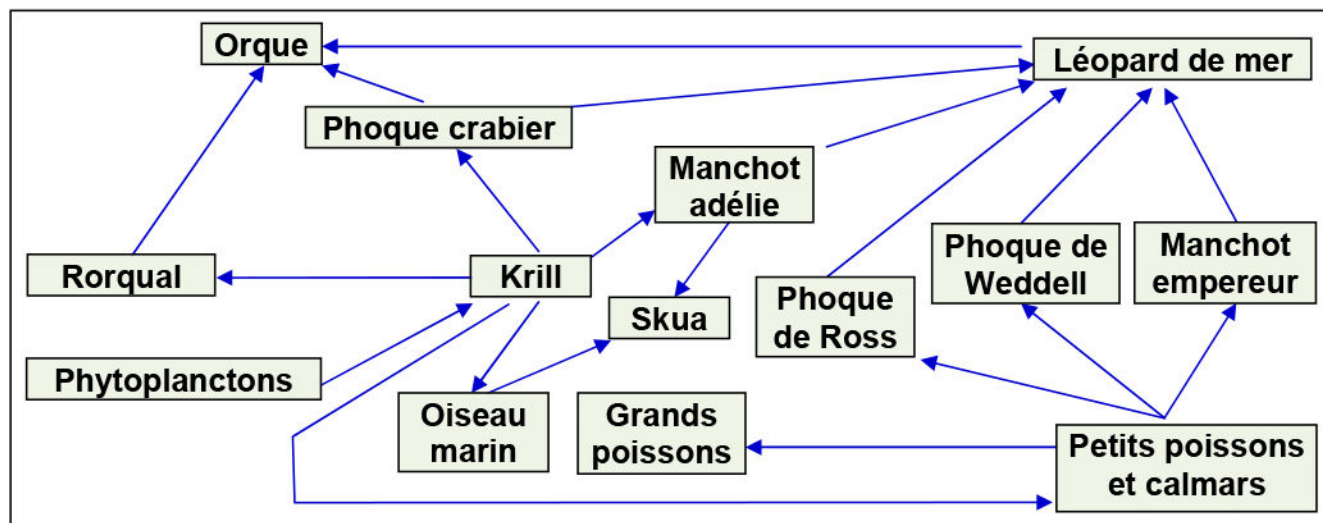 Orque
Léopard de mer
Phoque crabier
Manchot
adélie
Rorqual
Krill
Phoque de
Weddell
Manchot
empereur
Skua
Phoque
de Ross
Phytoplanctons
Oiseau
marin
Grands
poissons
Petits poissons
et calmars